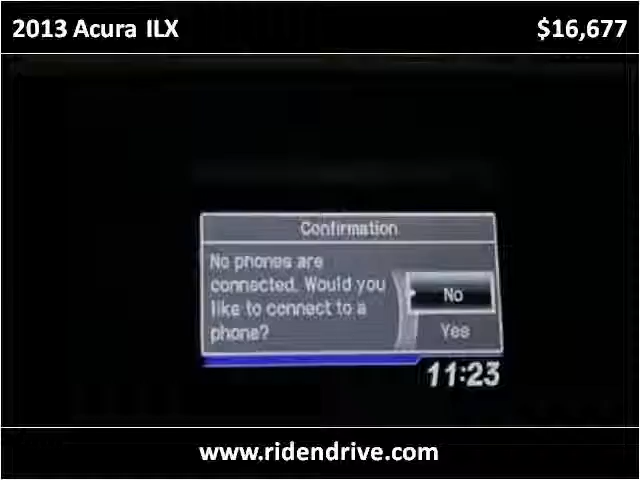 2013 Acura ILX
$16,677
Confirmation
No phones are
connected. Would you
like to connect to a
phone?
No
Yes
11:23
www.ridendrive.com